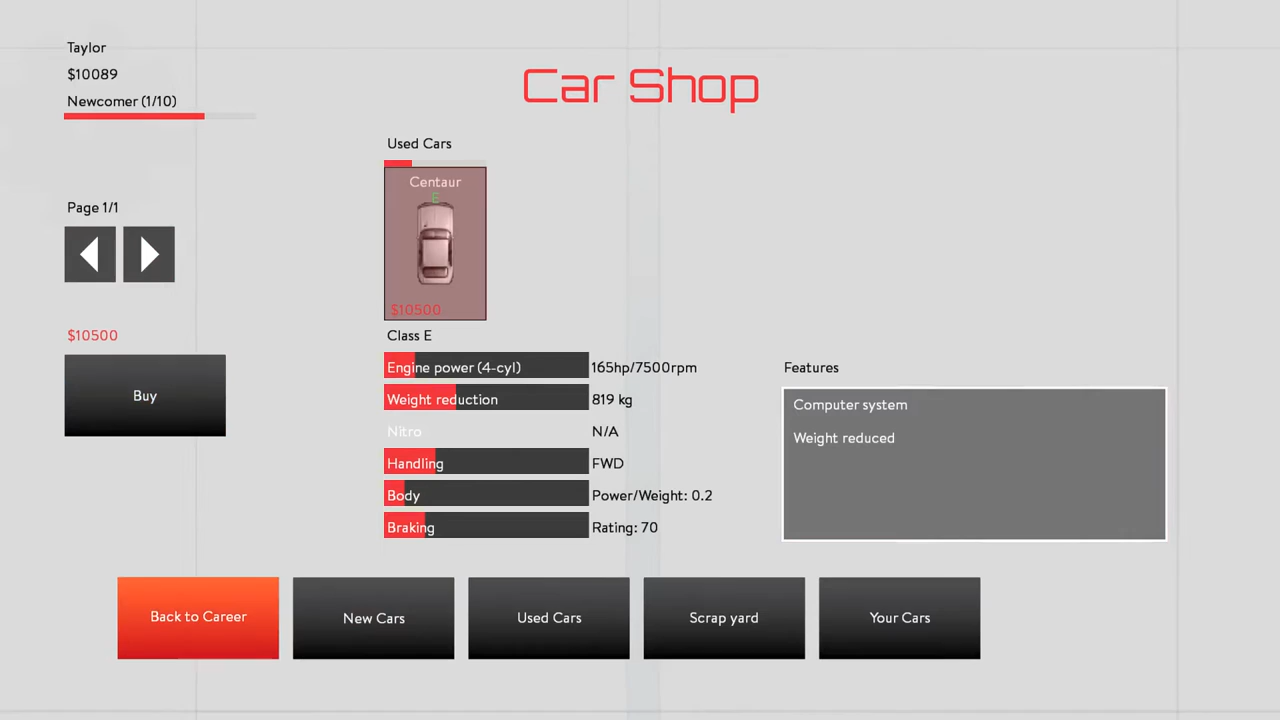 Taylor
$10089
Newcomer (1/10)
Car Shop
Used Cars
Centaur
E
$10500
Page 1/1
$10500
Buy
Class E
Engine power (4-cyl) 165hp/7500rpm
Weight reduction 819 kg
Nitro N/A
Handling FWD
Body Power/Weight: 0.2
Braking Rating: 70
Features
Computer system
Weight reduced
Back to Career
New Cars
Used Cars
Scrap yard
Your Cars